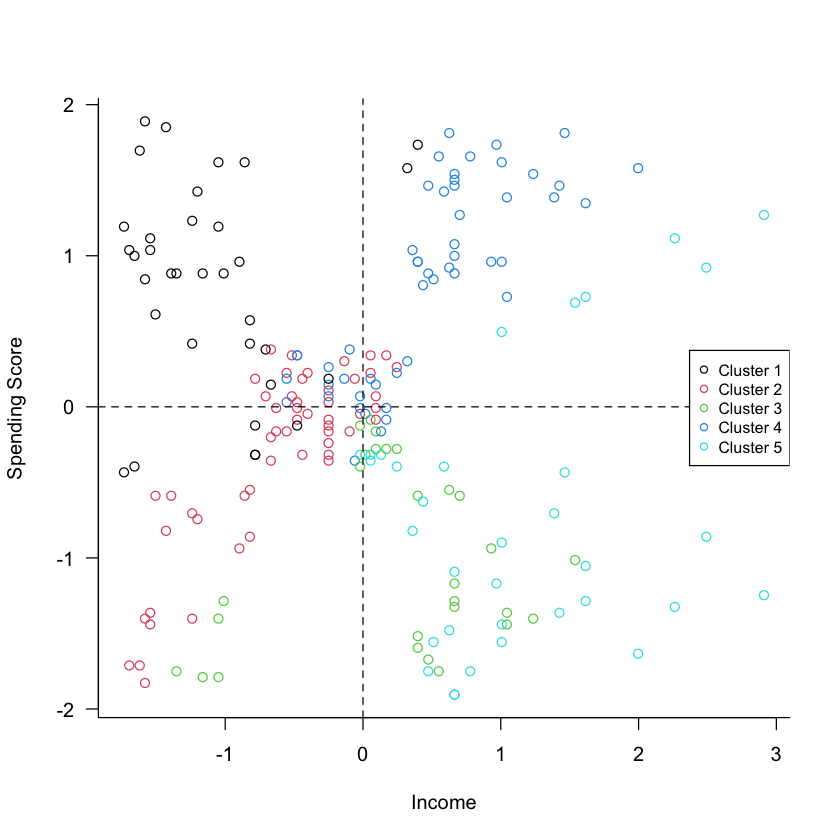 2
1
0
-1
-2
Spending Score
Cluster 1
Cluster 2
Cluster 3
Cluster 4
Cluster 5
-1
0
1
2
3
Income